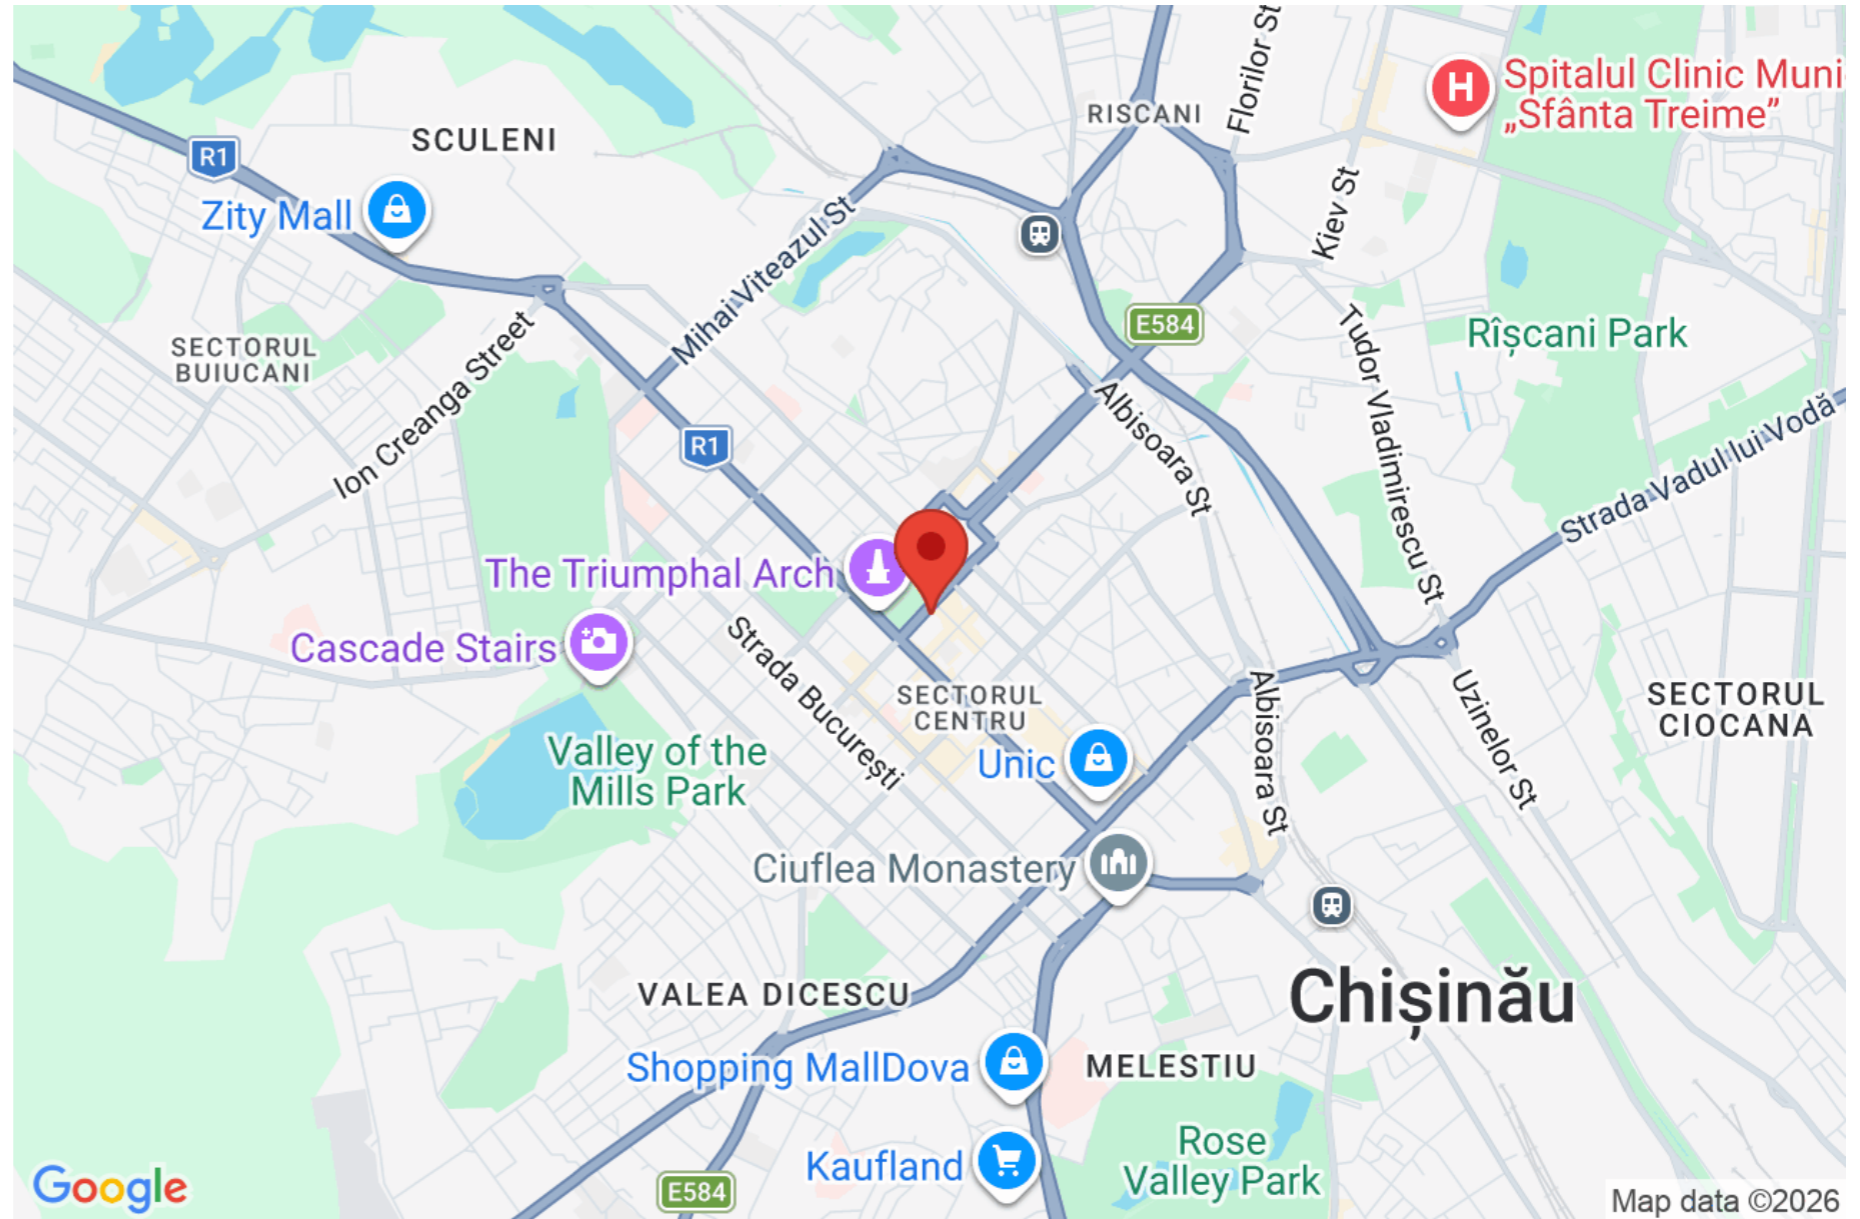 Florilor St
Spitalul Clinic Muni
„Sfânta Treime”
RISCANI
SCULENI
R1
Zity Mall
Kiev St
Mihai Viteazul St
E584
Rîșcani Park
SECTORUL
BUIUCANI
Ion Creanga Street
Tudor Vladimirescu St
Albisoara St
Strada Vadul lui Vodă
R1
The Triumphal Arch
Cascade Stairs
Strada București
SECTORUL
CENTRU
Albisoara St
Uzinelor St
SECTORUL
CIOCANA
Valley of the
Mills Park
Unic
Ciuflea Monastery
VALEA DICESCU
Chișinău
Shopping MallDova
MELESTIU
Rose
Valley Park
Kaufland
E584
Google
Map data ©2026